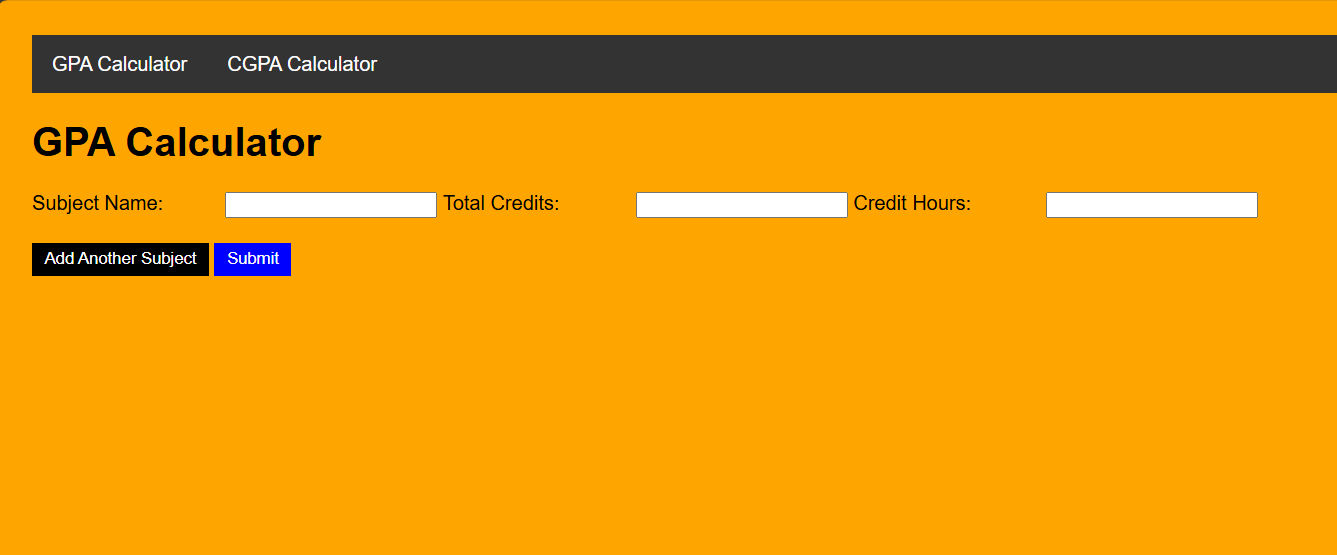 GPA Calculator CGPA Calculator
GPA Calculator
Subject Name: Total Credits: Credit Hours:
Add Another Subject Submit